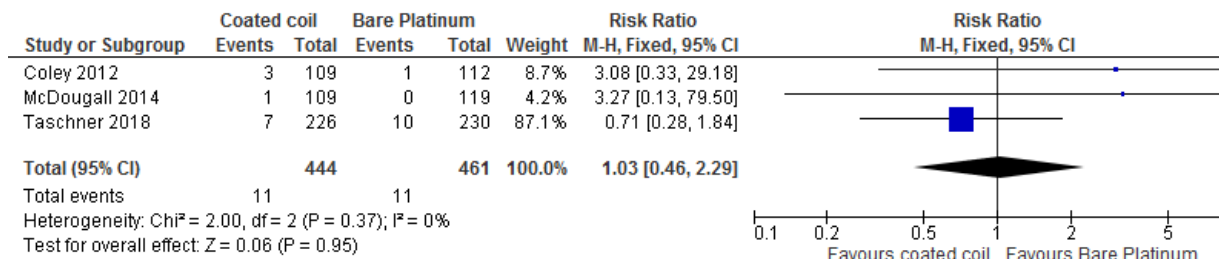 Coated coil Bare Platinum Risk Ratio Risk Ratio
Study or Subgroup Events Total Events Total Weight M-H, Fixed, 95% CI M-H, Fixed, 95% CI
Coley 2012 3 109 1 112 8.7% 3.08 [0.33, 29.18]
McDougall 2014 1 109 0 119 4.2% 3.27 [0.13, 79.50]
Taschner 2018 7 226 10 230 87.1% 0.71 [0.28, 1.84]
Total (95% CI) 444 461 100.0% 1.03 [0.46, 2.29]
Total events 11 11
Heterogeneity: Chi² = 2.00, df = 2 (P = 0.37); I² = 0%
Test for overall effect: Z = 0.06 (P = 0.95)
0.1 0.2 0.5 1 2 5
Favours coated coil Favours Bare Platinum